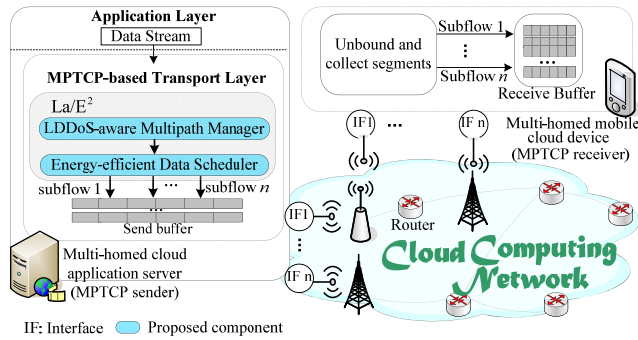 Application Layer
Data Stream
MPTCP-based Transport Layer
La/E²
LDDoS-aware Multipath Manager
Energy-efficient Data Scheduler
subflow 1
...
subflow n
...
Send buffer
Multi-homed cloud
application server
(MPTCP sender)
IF: Interface
Proposed component
Unbound and
collect segments
Subflow 1
⋮
Subflow n
...
Receive Buffer
Multi-homed mobile
cloud device
(MPTCP receiver)
IF1
...
IF n
IF1
⋮
IF n
Router
Cloud Computing
Network